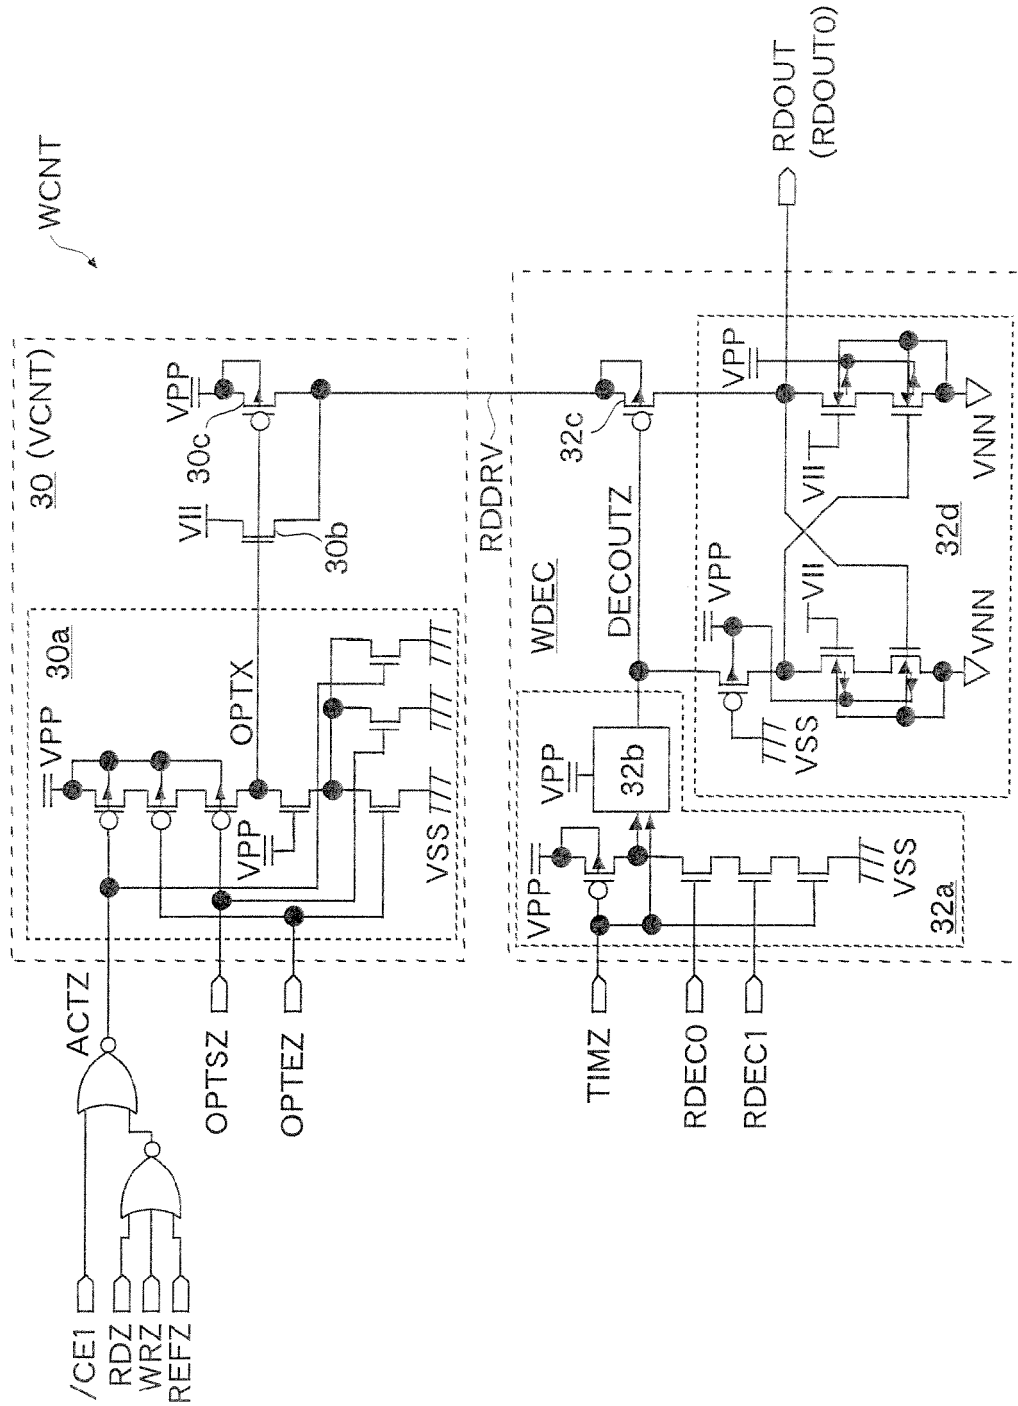 WCNT
30 (VCNT)
30a
VPP
OPTX
VPP
VSS
VII
30b
VPP
30c
RDDRV
ACTZ
/CE1
RDZ
WRZ
REFZ
OPTSZ
OPTEZ
WDEC
VPP
VPP
32b
VSS
32a
TIMZ
RDEC0
RDEC1
DECOUTZ
32c
VPP
VSS
VII
VNN
32d
VPP
VII
VNN
RDOUT
(RDOUT0)